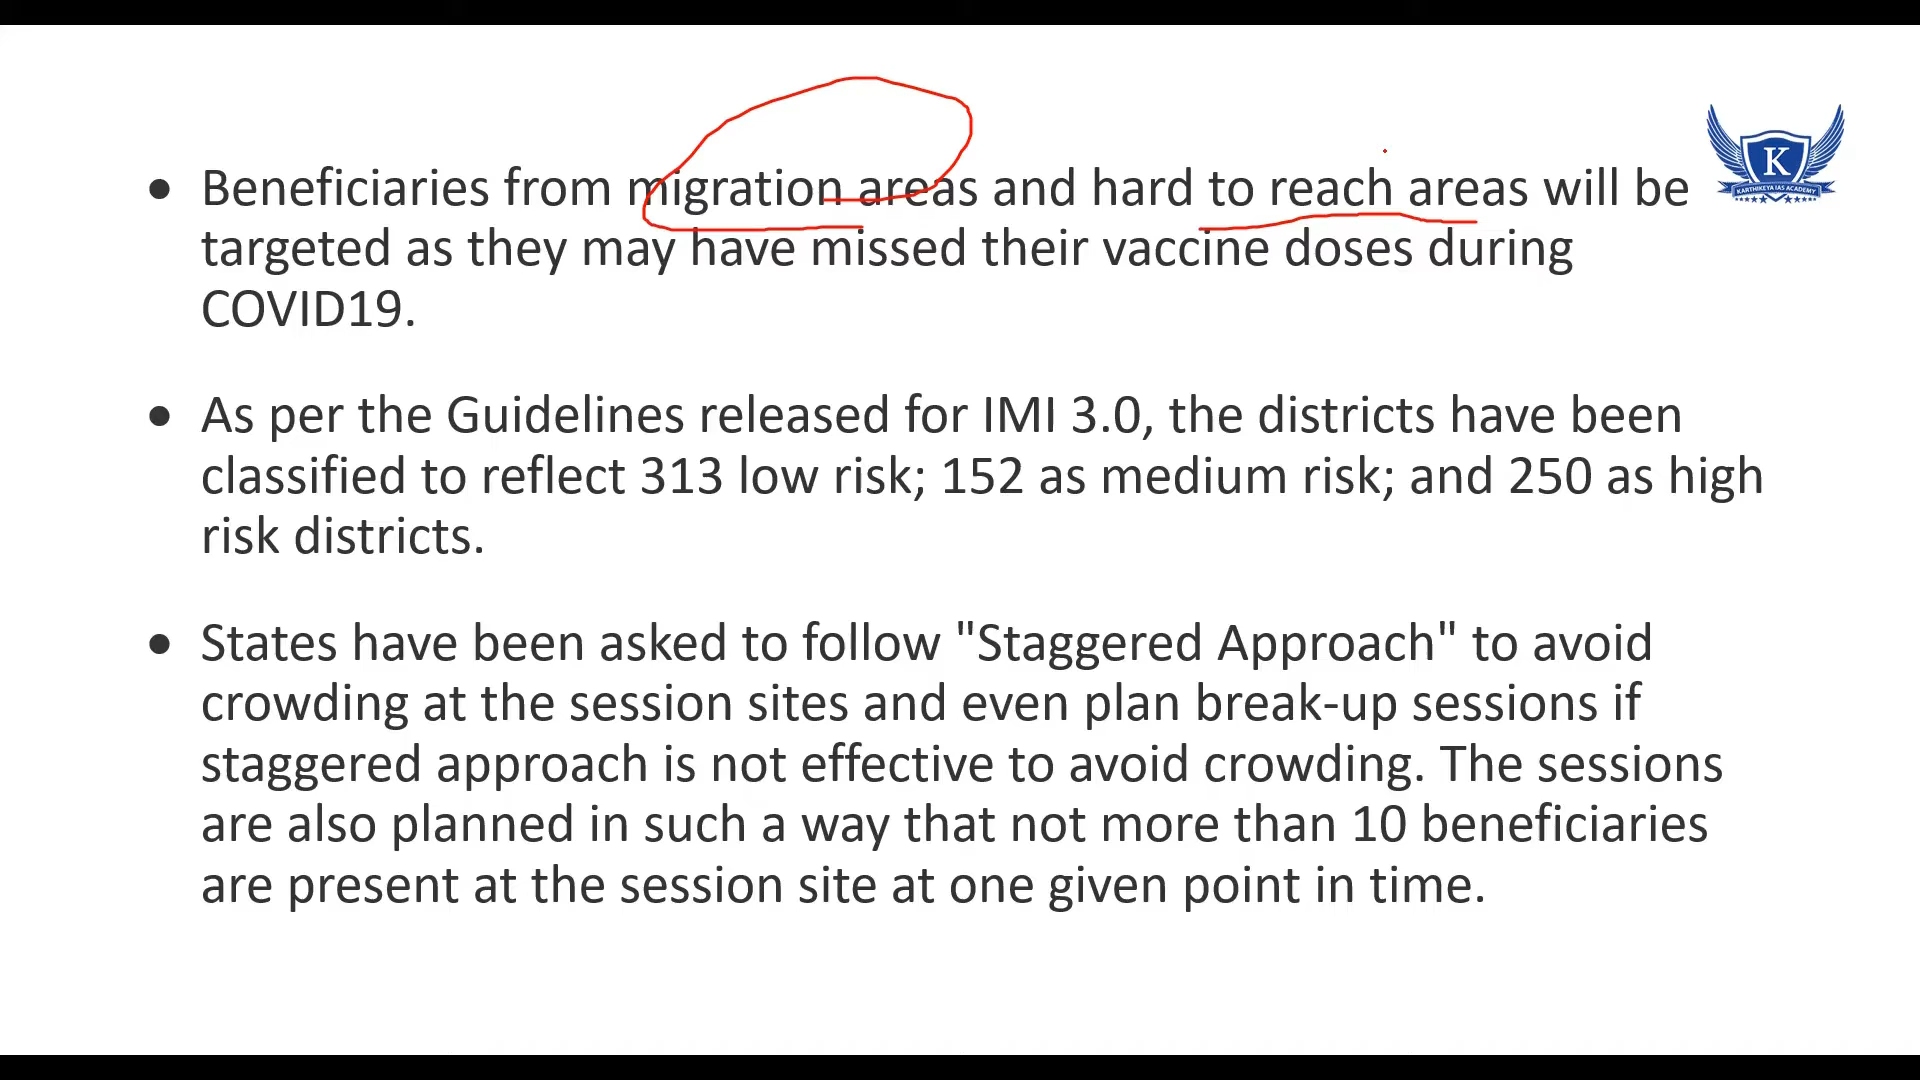 Beneficiaries from migration areas and hard to reach areas will be
targeted as they may have missed their vaccine doses during
COVID19.
As per the Guidelines released for IMI 3.0, the districts have been
classified to reflect 313 low risk; 152 as medium risk; and 250 as high
risk districts.
States have been asked to follow "Staggered Approach" to avoid
crowding at the session sites and even plan break-up sessions if
staggered approach is not effective to avoid crowding. The sessions
are also planned in such a way that not more than 10 beneficiaries
are present at the session site at one given point in time.
K
KARTHIKEYA IAS ACADEMY